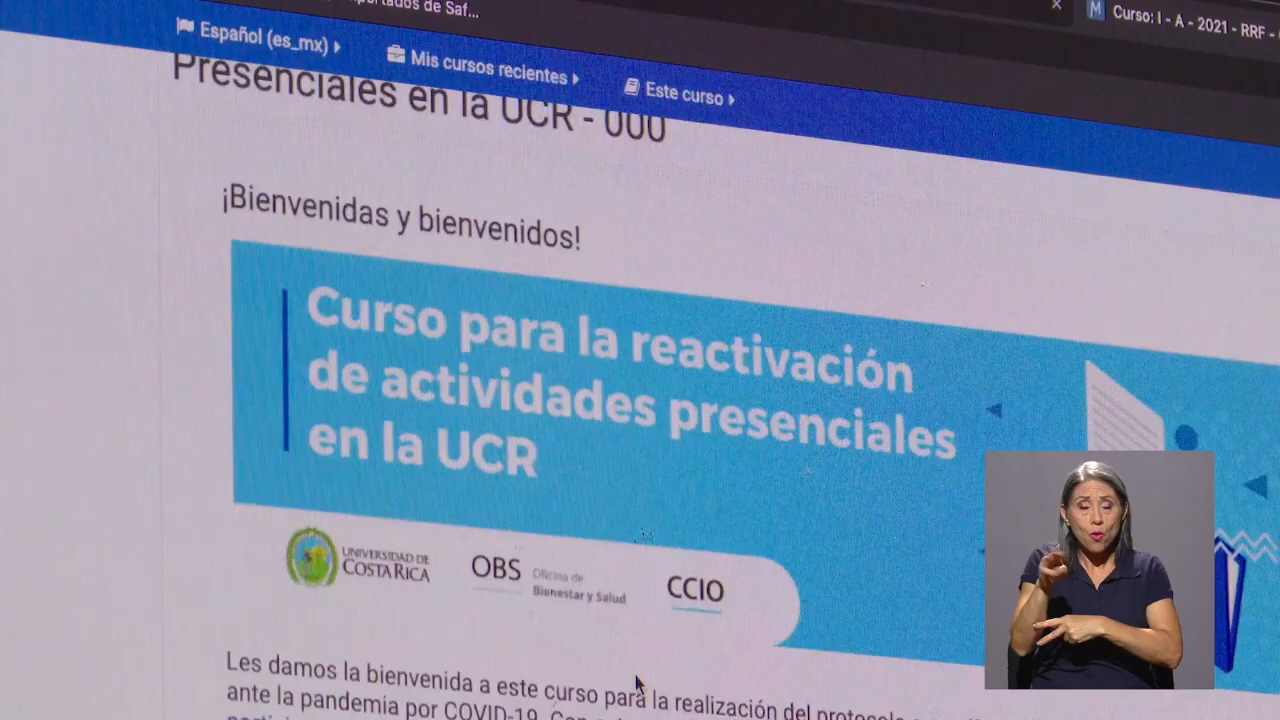 Saf...
Curso: I - A - 2021 - RRF -
Español (es_mx)
Mis cursos recientes
Este curso
Presenciales en la UCR - 000
¡Bienvenidas y bienvenidos!
Curso para la reactivación
de actividades presenciales
en la UCR
UNIVERSIDAD DE
COSTA RICA
OBS
Oficina de
Bienestar y Salud
CCIO
Les damos la bienvenida a este curso para la realización del protocolo
ante la pandemia por COVID-19.